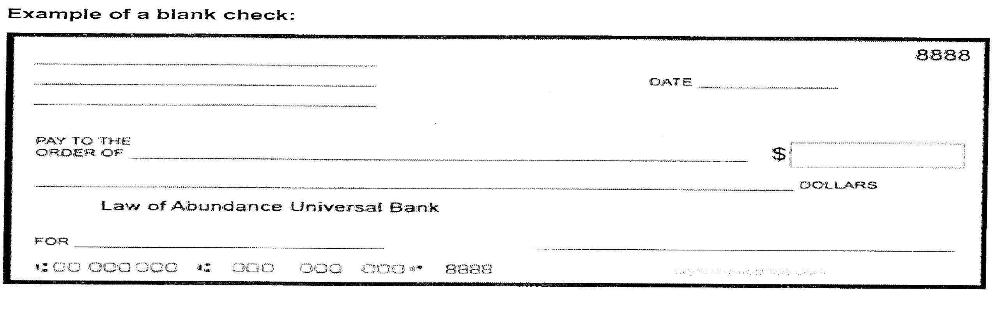 Example of a blank check:
8888
DATE
PAY TO THE
ORDER OF
$
DOLLARS
Law of Abundance Universal Bank
FOR
⑆00 000000 ⑆ 000 000 000⑈ 8888